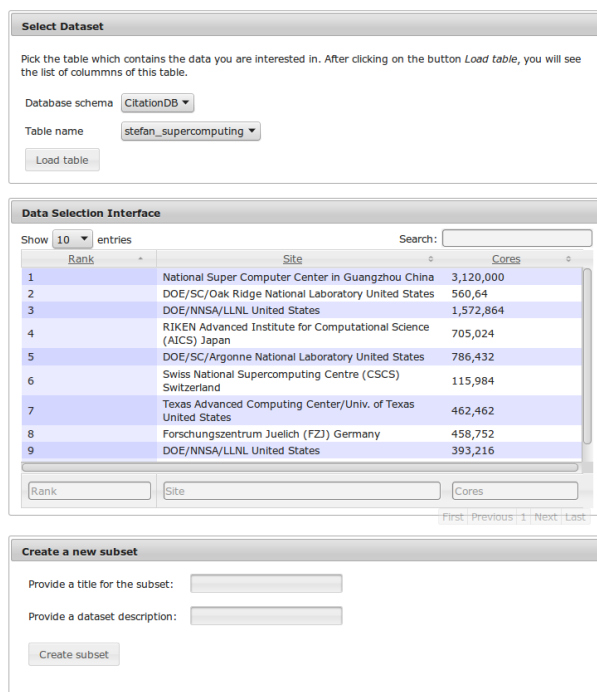 Select Dataset
Pick the table which contains the data you are interested in. After clicking on the button Load table, you will see
the list of colummns of this table.
Database schema CitationDB
Table name stefan_supercomputing
Load table
Data Selection Interface
Show 10 entries Search:
Rank Site Cores
1 National Super Computer Center in Guangzhou China 3,120,000
2 DOE/SC/Oak Ridge National Laboratory United States 560,64
3 DOE/NNSA/LLNL United States 1,572,864
4 RIKEN Advanced Institute for Computational Science 705,024
(AICS) Japan
5 DOE/SC/Argonne National Laboratory United States 786,432
6 Swiss National Supercomputing Centre (CSCS) 115,984
Switzerland
7 Texas Advanced Computing Center/Univ. of Texas 462,462
United States
8 Forschungszentrum Juelich (FZJ) Germany 458,752
9 DOE/NNSA/LLNL United States 393,216
Rank Site Cores
First Previous 1 Next Last
Create a new subset
Provide a title for the subset:
Provide a dataset description:
Create subset